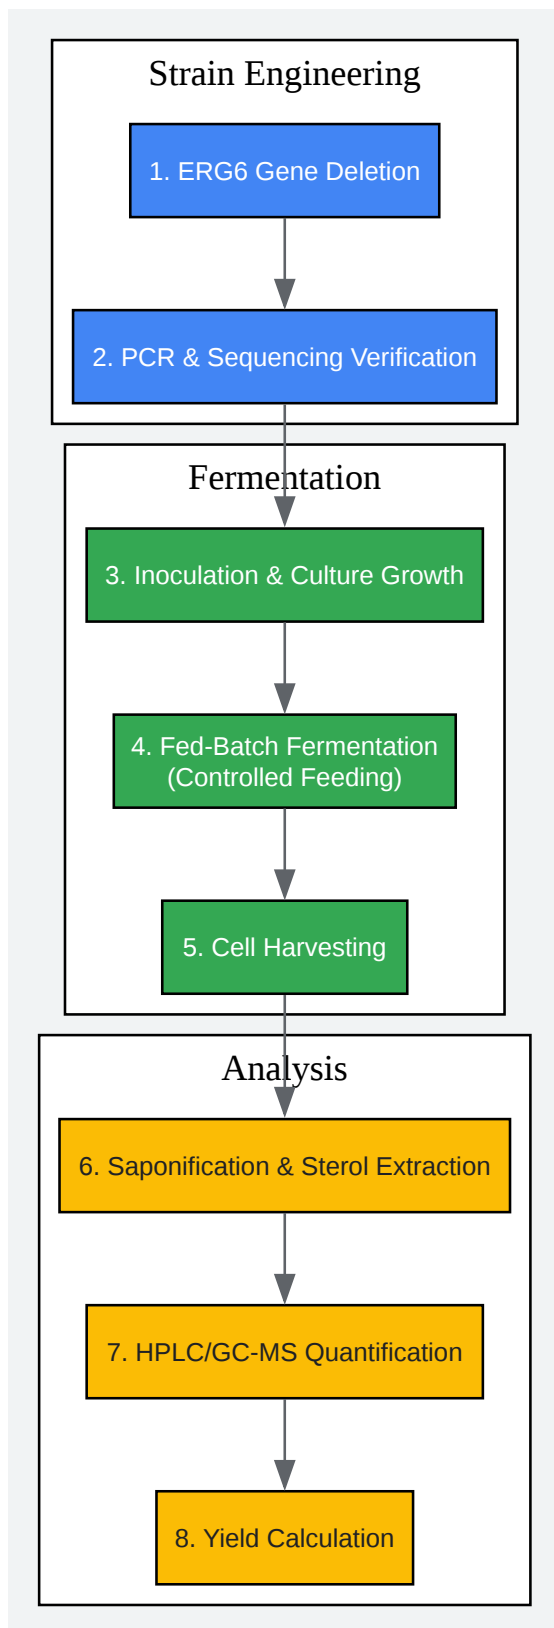 Strain Engineering
1. ERG6 Gene Deletion
2. PCR & Sequencing Verification
Fermentation
3. Inoculation & Culture Growth
4. Fed-Batch Fermentation
(Controlled Feeding)
5. Cell Harvesting
Analysis
6. Saponification & Sterol Extraction
7. HPLC/GC-MS Quantification
8. Yield Calculation